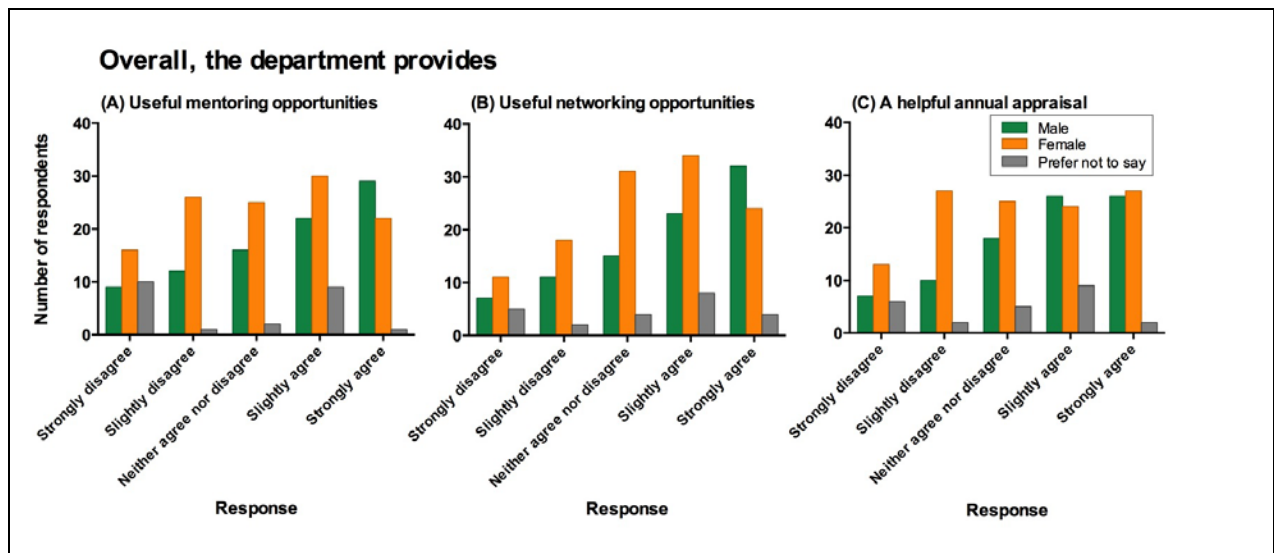 Overall, the department provides
(A) Useful mentoring opportunities
Number of respondents
40
30
20
10
0
Strongly disagree
Slightly disagree
Neither agree nor disagree
Slightly agree
Strongly agree
Response
(B) Useful networking opportunities
40
30
20
10
0
Strongly disagree
Slightly disagree
Neither agree nor disagree
Slightly agree
Strongly agree
Response
(C) A helpful annual appraisal
Male
Female
Prefer not to say
40
30
20
10
0
Strongly disagree
Slightly disagree
Neither agree nor disagree
Slightly agree
Strongly agree
Response